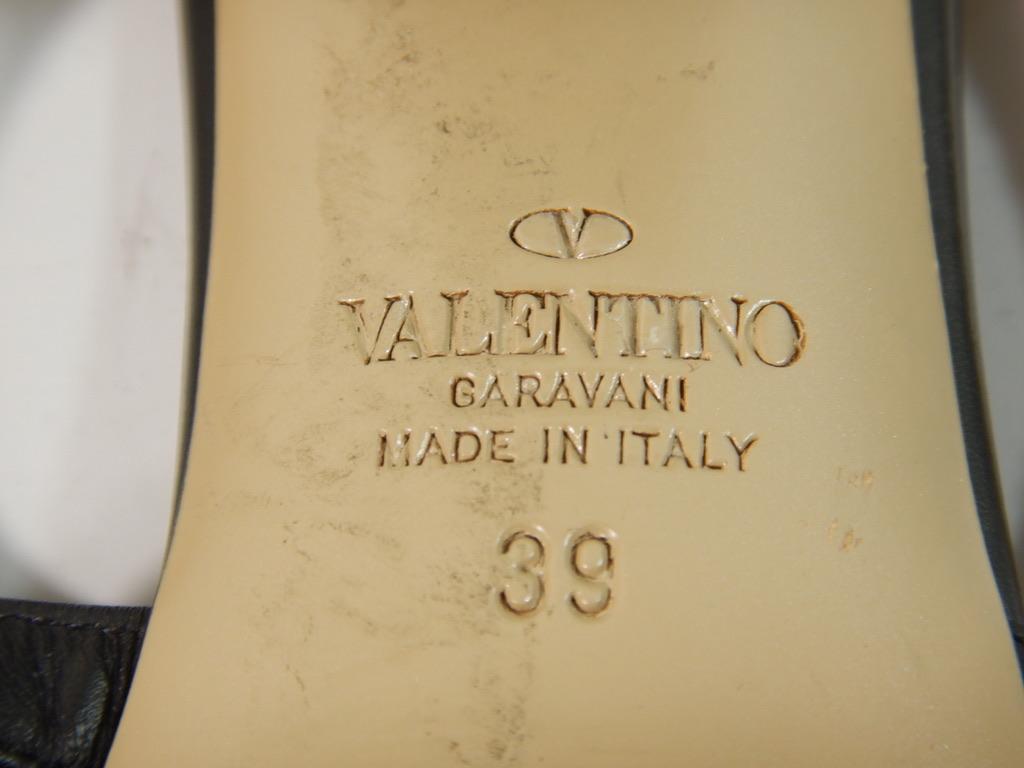 V
VALENTINO
GARAVANI
MADE IN ITALY
39